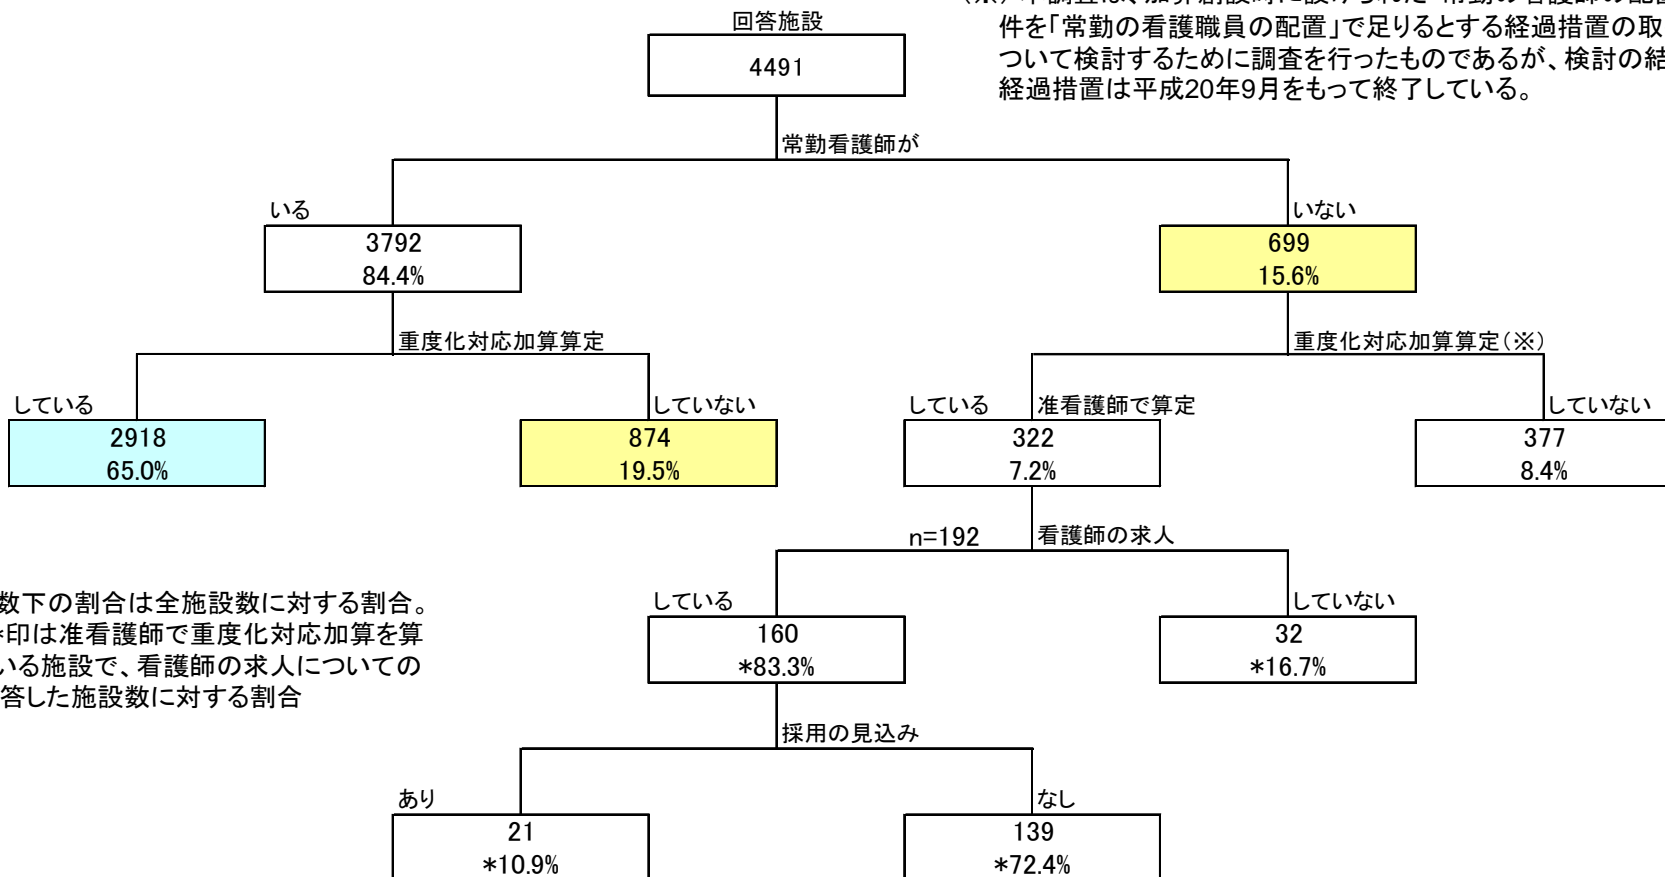 件を「常勤の看護職員の配置」で足りるとする経過措置の取
ついて検討するために調査を行ったものであるが、検討の結
経過措置は平成20年9月をもって終了している。
回答施設
4491
常勤看護師が
いる
3792
84.4%
いない
699
15.6%
重度化対応加算算定
重度化対応加算算定(※)
している
2918
65.0%
していない
874
19.5%
している
准看護師で算定
322
7.2%
していない
377
8.4%
n=192
看護師の求人
している
160
*83.3%
していない
32
*16.7%
数下の割合は全施設数に対する割合。
*印は准看護師で重度化対応加算を算
いる施設で、看護師の求人についての
答した施設数に対する割合
採用の見込み
あり
21
*10.9%
なし
139
*72.4%